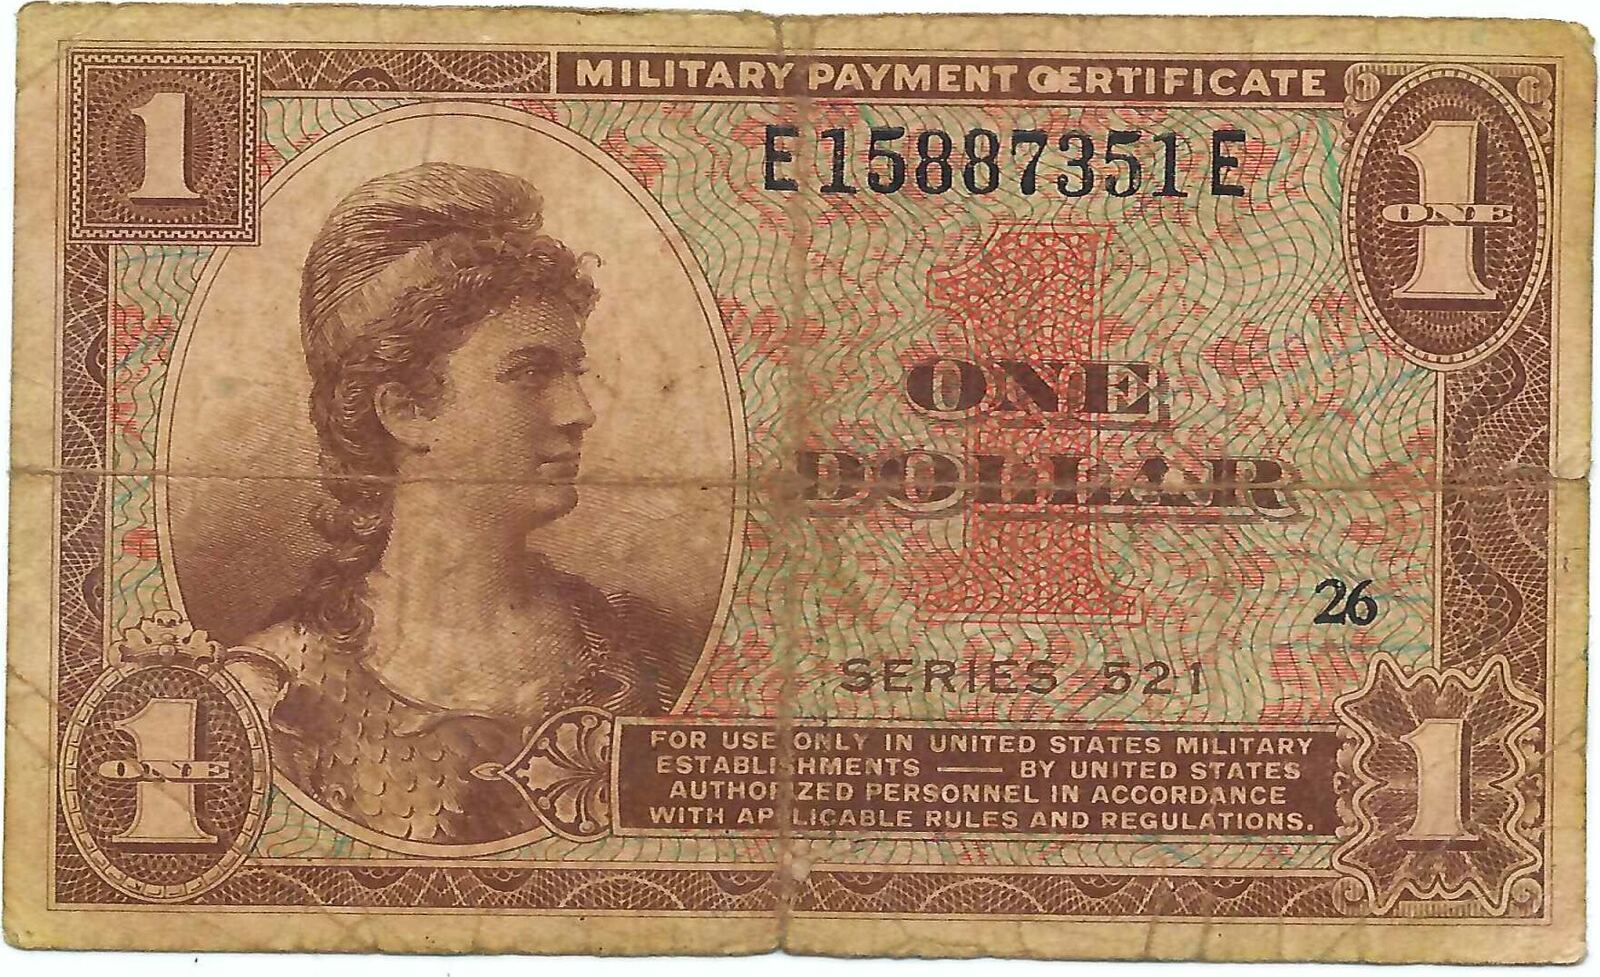 1
MILITARY PAYMENT CERTIFICATE
1
ONE
E15887351E
1
ONE
DOLLAR
26
SERIES 521
1
ONE
FOR USE ONLY IN UNITED STATES MILITARY
ESTABLISHMENTS — BY UNITED STATES
AUTHORIZED PERSONNEL IN ACCORDANCE
WITH APPLICABLE RULES AND REGULATIONS.
1